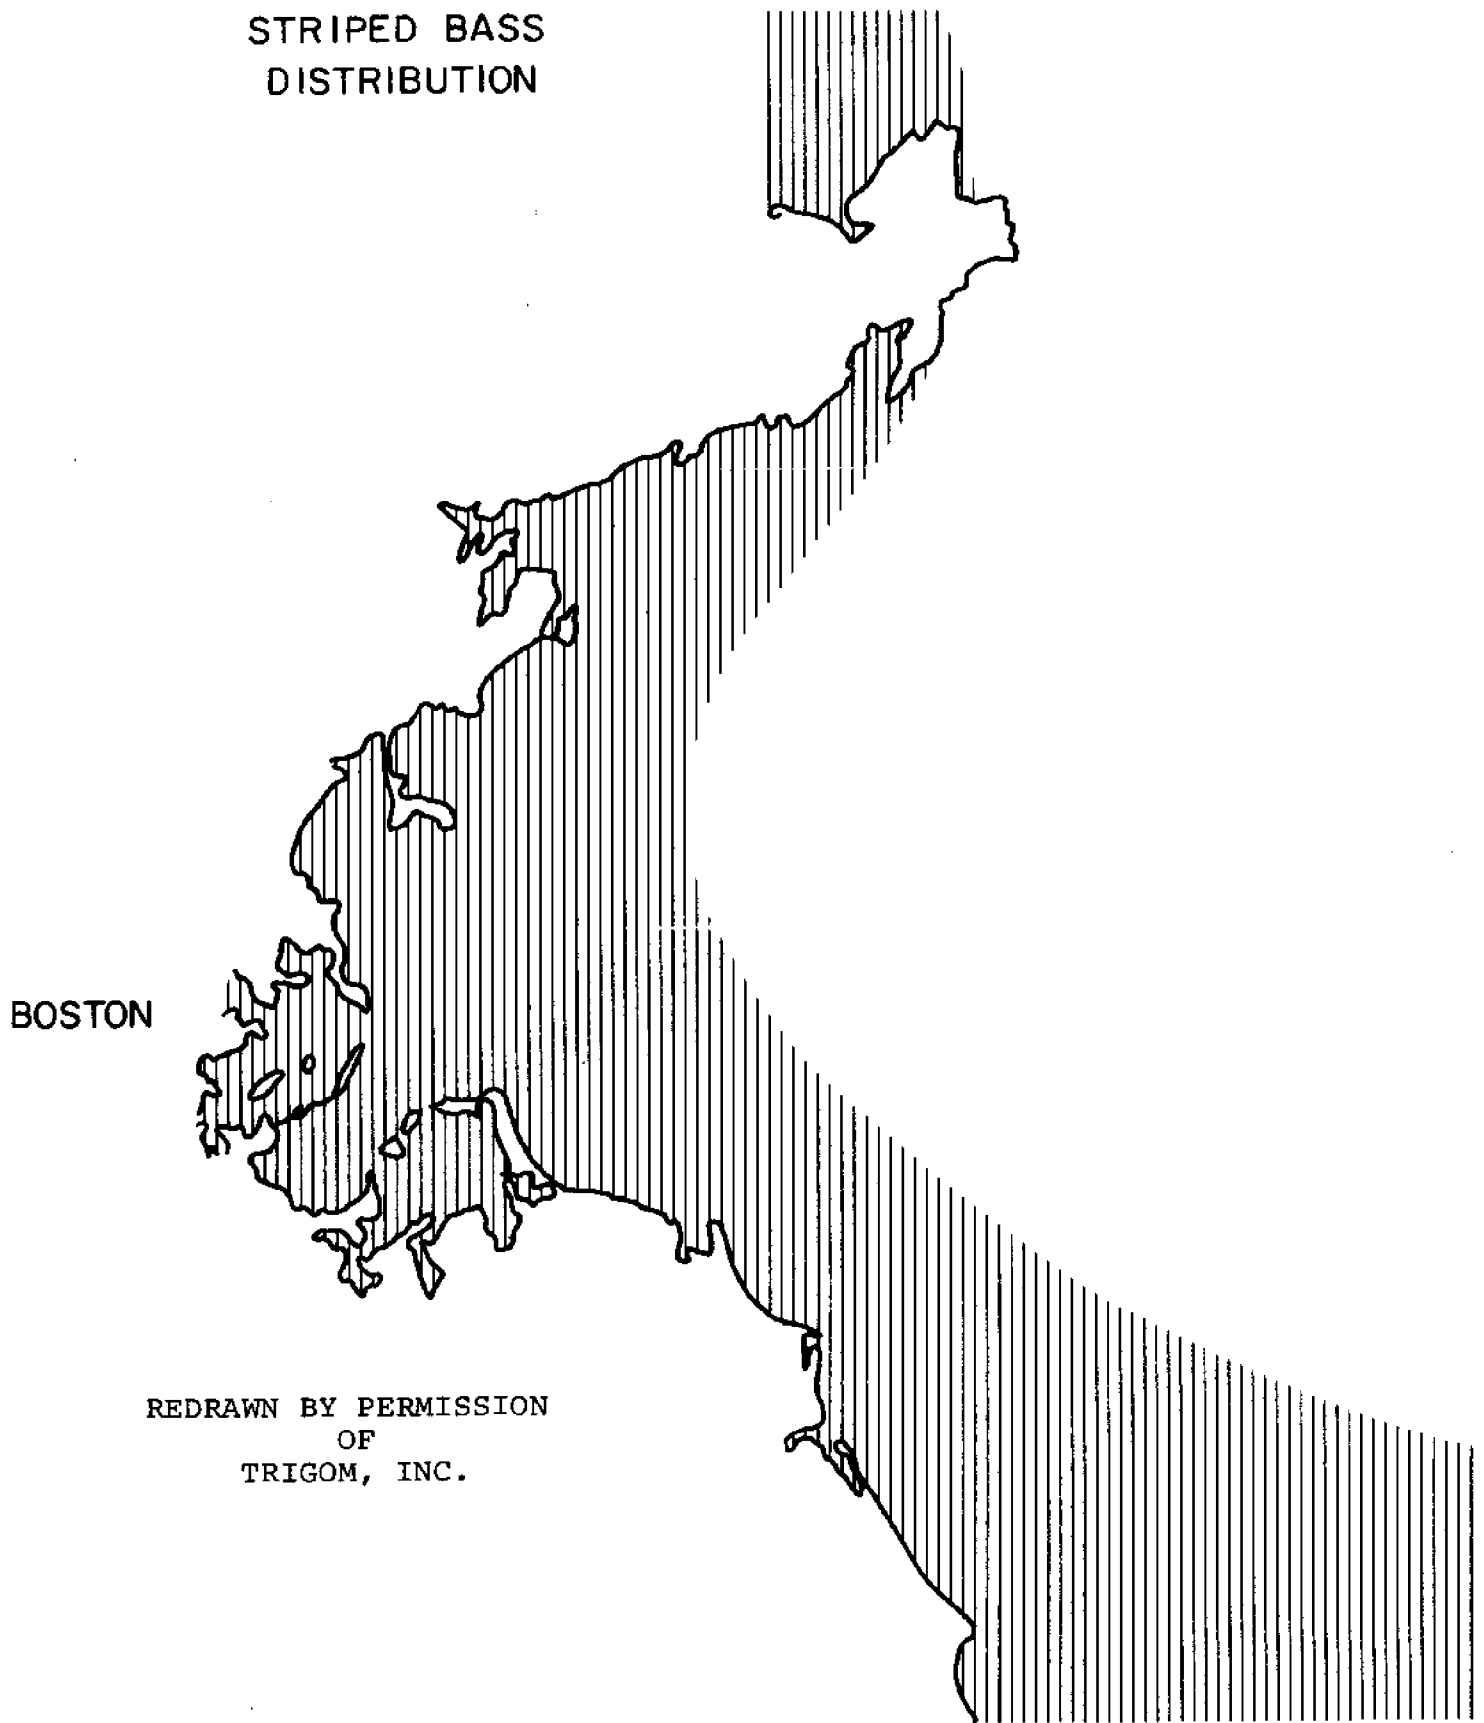 STRIPED BASS
DISTRIBUTION
BOSTON
REDRAWN BY PERMISSION
OF
TRIGOM, INC.